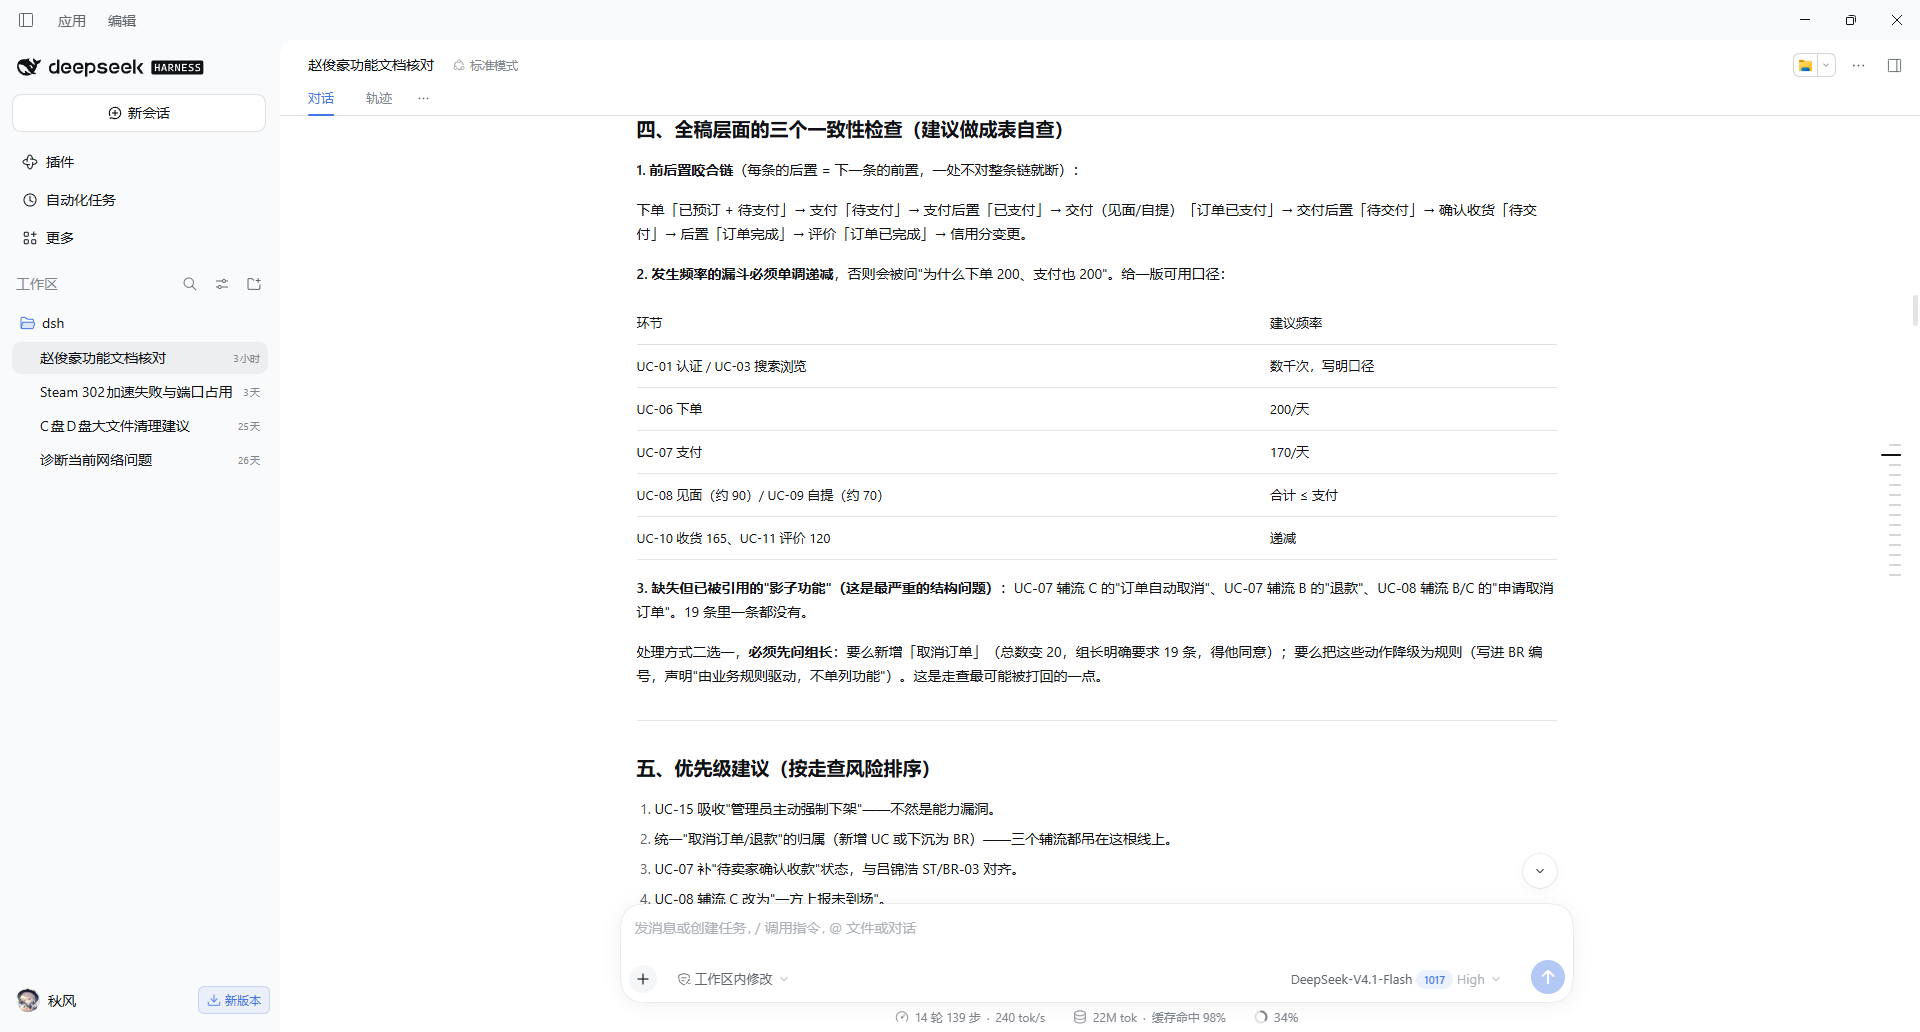 应用 编辑
deepseek HARNESS
新会话
插件
自动化任务
更多
工作区
dsh
赵俊豪功能文档核对 3小时
Steam 302加速失败与端口占用 3天
C盘D盘大文件清理建议 25天
诊断当前网络问题 26天
秋风 新版本
赵俊豪功能文档核对 标准模式
对话 轨迹 ···
四、全稿层面的三个一致性检查（建议做成表自查）
1. 前后置咬合链（每条的后置 = 下一条的前置，一处不对整条链就断）：
下单「已预订 + 待支付」→ 支付「待支付」→ 支付后置「已支付」→ 交付（见面/自提）「订单已支付」→ 交付后置「待交付」→ 确认收货「待交
付」→ 后置「订单完成」→ 评价「订单已完成」→ 信用分变更。
2. 发生频率的漏斗必须单调递减，否则会被问"为什么下单 200、支付也 200"。给一版可用口径：
环节 建议频率
UC-01 认证 / UC-03 搜索浏览 数千次，写明口径
UC-06 下单 200/天
UC-07 支付 170/天
UC-08 见面（约 90）/ UC-09 自提（约 70） 合计 ≤ 支付
UC-10 收货 165、UC-11 评价 120 递减
3. 缺失但已被引用的"影子功能"（这是最严重的结构问题）：UC-07 辅流 C 的"订单自动取消"、UC-07 辅流 B 的"退款"、UC-08 辅流 B/C 的"申请取消
订单"。19 条里一条都没有。
处理方式二选一，必须先问组长：要么新增「取消订单」（总数变 20，组长明确要求 19 条，得他同意）；要么把这些动作降级为规则（写进 BR 编
号，声明"由业务规则驱动，不单列功能"）。这是走查最可能被打回的一点。
五、优先级建议（按走查风险排序）
1. UC-15 吸收"管理员主动强制下架"——不然是能力漏洞。
2. 统一"取消订单/退款"的归属（新增 UC 或下沉为 BR）——三个辅流都吊在这根线上。
3. UC-07 补"待卖家确认收款"状态，与吕锦浩 ST/BR-03 对齐。
4. UC-08 辅流 C 改为"一方上报未到场"。
发消息或创建任务, / 调用指令, @ 文件或对话
工作区内修改 DeepSeek-V4.1-Flash 1017 High
14 轮 139 步 · 240 tok/s 22M tok · 缓存命中 98% 34%